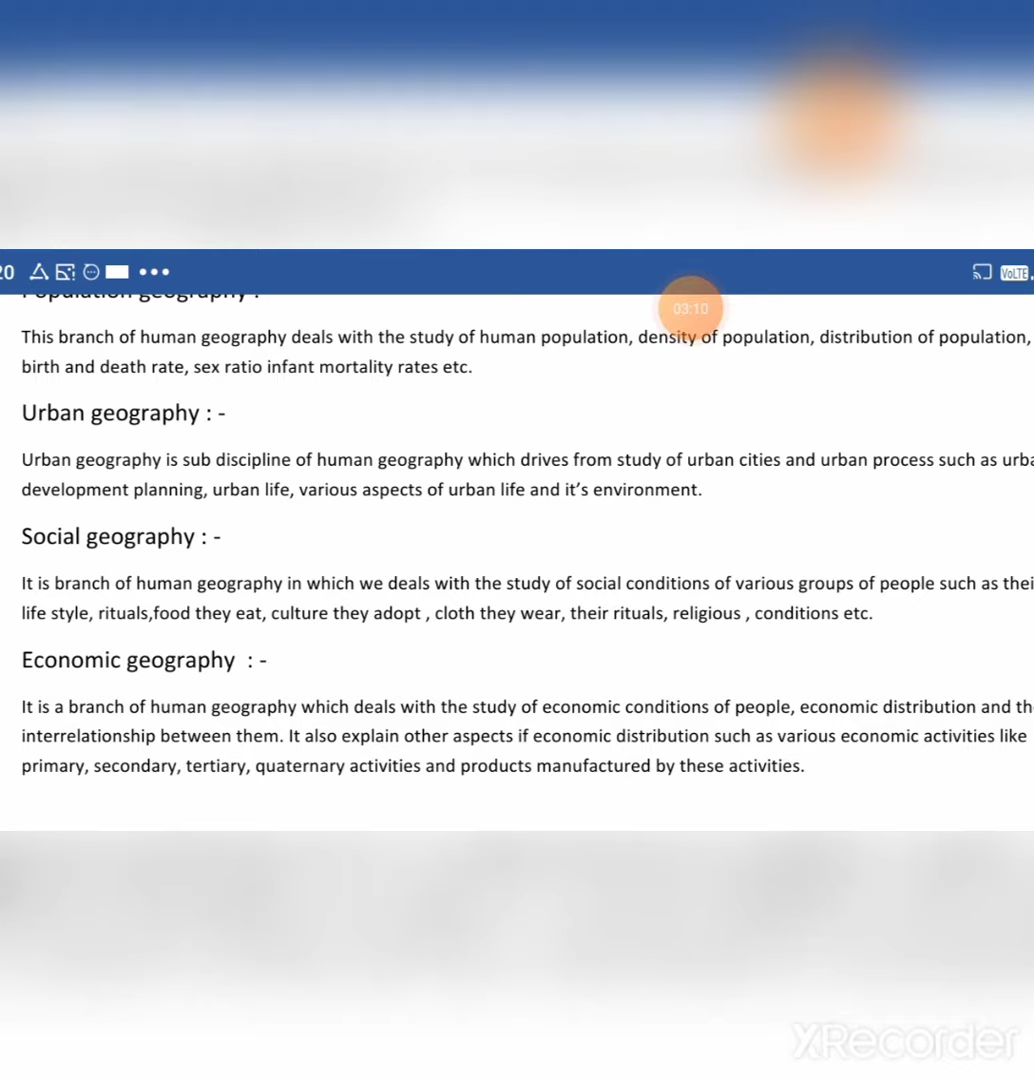 20
VoLTE
Population geography :
03:10
This branch of human geography deals with the study of human population, density of population, distribution of population,
birth and death rate, sex ratio infant mortality rates etc.
Urban geography : -
Urban geography is sub discipline of human geography which drives from study of urban cities and urban process such as urba
development planning, urban life, various aspects of urban life and it’s environment.
Social geography : -
It is branch of human geography in which we deals with the study of social conditions of various groups of people such as thei
life style, rituals,food they eat, culture they adopt , cloth they wear, their rituals, religious , conditions etc.
Economic geography : -
It is a branch of human geography which deals with the study of economic conditions of people, economic distribution and th
interrelationship between them. It also explain other aspects if economic distribution such as various economic activities like
primary, secondary, tertiary, quaternary activities and products manufactured by these activities.
XRecorder